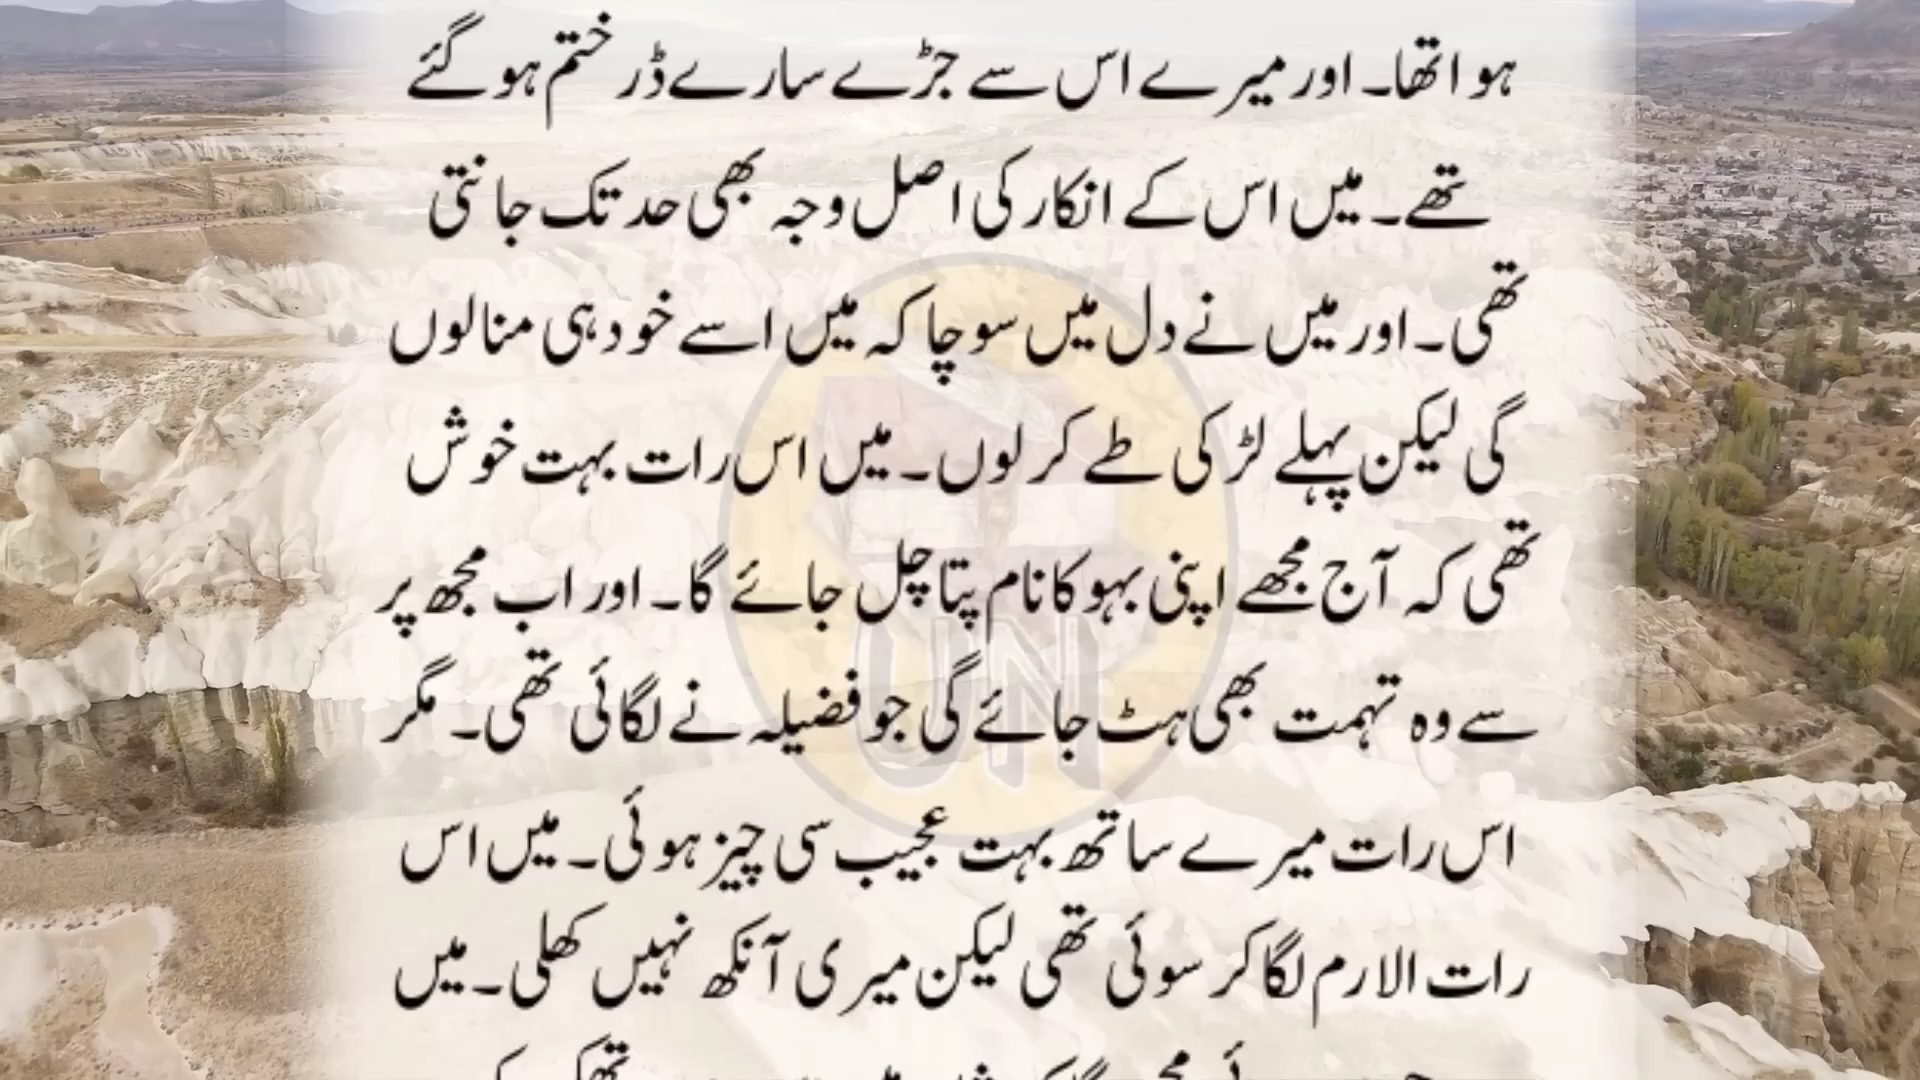 ہوا تھا۔ اور میرے اس سے جڑے سارے ڈر ختم ہو گئے
تھے۔ میں اس کے انکار کی اصل وجہ بھی حد تک جانتی
تھی۔ اور میں نے دل میں سوچا کہ میں اسے خود ہی منا لوں
گی لیکن پہلے لڑکی طے کر لوں۔ میں اس رات بہت خوش
تھی کہ آج مجھے اپنی بہو کا نام پتا چل جائے گا۔ اور اب مجھ پر
سے وہ تہمت بھی ہٹ جائے گی جو فضیلہ نے لگائی تھی۔ مگر
اس رات میرے ساتھ بہت عجیب سی چیز ہوئی۔ میں اس
رات الارم لگا کر سوئی تھی لیکن میری آنکھ نہیں کھلی۔ میں
UN